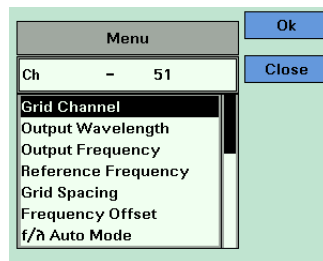 Menu
Ok
Ch - 51
Close
Grid Channel
Output Wavelength
Output Frequency
Reference Frequency
Grid Spacing
Frequency Offset
f/λ Auto Mode